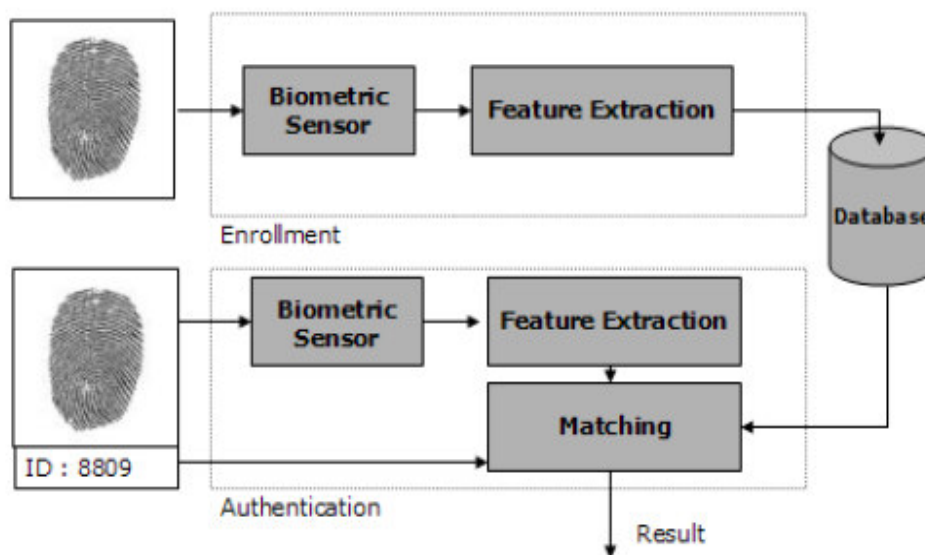 Biometric
Sensor
Feature Extraction
Database
Enrollment
Biometric
Sensor
Feature Extraction
Matching
ID : 8809
Authentication
Result